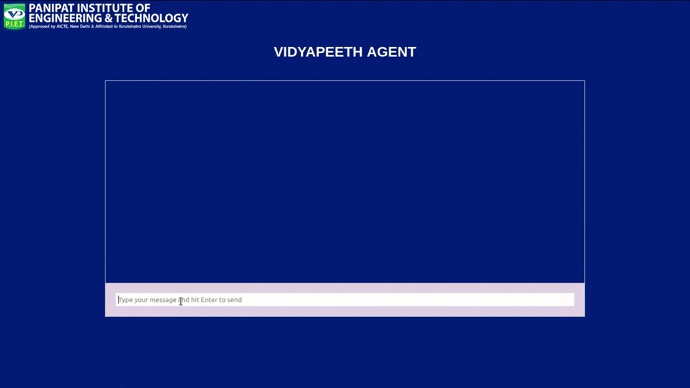 PANIPAT INSTITUTE OF
ENGINEERING & TECHNOLOGY
(Approved by AICTE, New Delhi & Affiliated to Kurukshetra University, Kurukshetra)
P.I.E.T.
VIDYAPEETH AGENT
Type your message and hit Enter to send